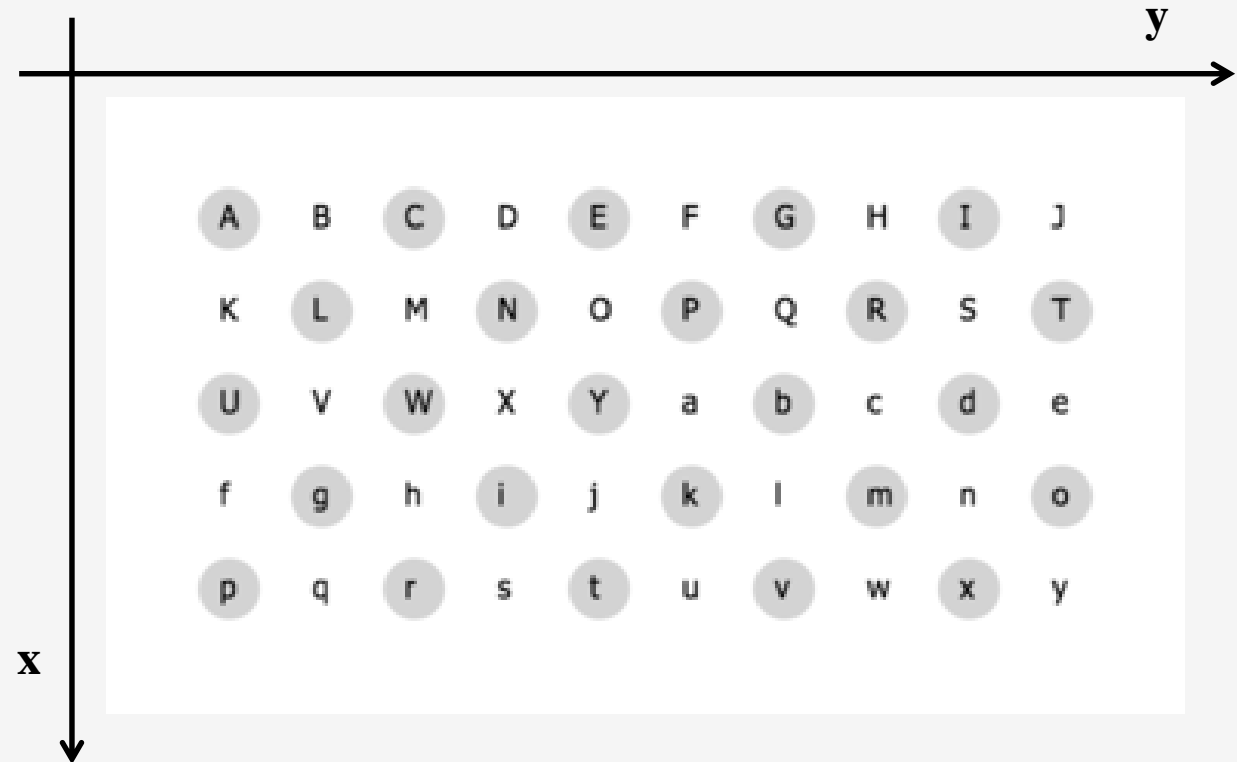 y
A B C D E F G H I J
K L M N O P Q R S T
U V W X Y a b c d e
f g h i j k l m n o
p q r s t u v w x y
x